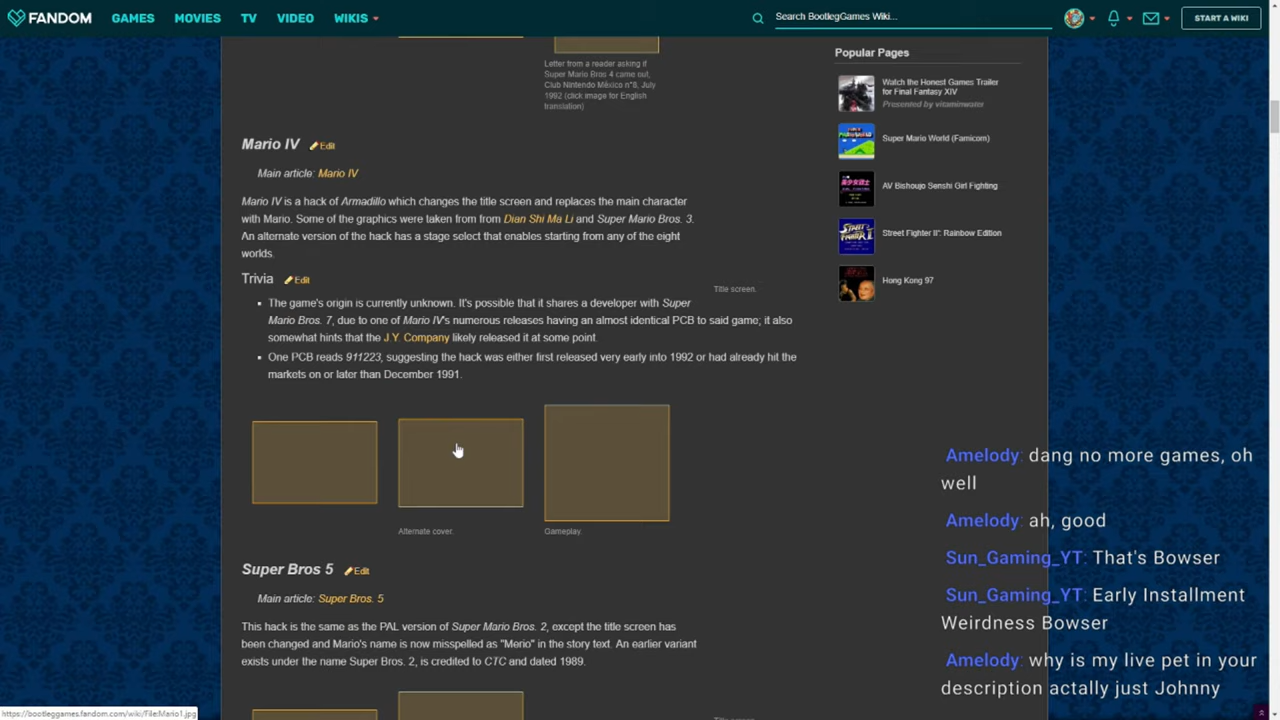 FANDOM GAMES MOVIES TV VIDEO WIKIS Search BootlegGames Wiki... START A WIKI
Letter from a reader asking if
Super Mario Bros 4 came out,
Club Nintendo México n°8, July
1992 (click image for English
translation)
Mario IV Edit
Main article: Mario IV
Mario IV is a hack of Armadillo which changes the title screen and replaces the main character
with Mario. Some of the graphics were taken from from Dian Shi Ma Li and Super Mario Bros. 3.
An alternate version of the hack has a stage select that enables starting from any of the eight
worlds.
Trivia Edit
Title screen.
The game's origin is currently unknown. It's possible that it shares a developer with Super
Mario Bros. 7, due to one of Mario IV's numerous releases having an almost identical PCB to said game; it also
somewhat hints that the J.Y. Company likely released it at some point.
One PCB reads 911223, suggesting the hack was either first released very early into 1992 or had already hit the
markets on or later than December 1991.
Alternate cover.
Gameplay.
Super Bros 5 Edit
Main article: Super Bros. 5
This hack is the same as the PAL version of Super Mario Bros. 2, except the title screen has
been changed and Mario's name is now misspelled as "Merio" in the story text. An earlier variant
exists under the name Super Bros. 2, is credited to CTC and dated 1989.
Popular Pages
Watch the Honest Games Trailer
for Final Fantasy XIV
Presented by vitaminwater
Super Mario World (Famicom)
AV Bishoujo Senshi Girl Fighting
Street Fighter II': Rainbow Edition
Hong Kong 97
Amelody: dang no more games, oh
well
Amelody: ah, good
Sun_Gaming_YT: That's Bowser
Sun_Gaming_YT: Early Installment
Weirdness Bowser
Amelody: why is my live pet in your
description actally just Johnny
https://bootleggames.fandom.com/wiki/File:Mario1.jpg